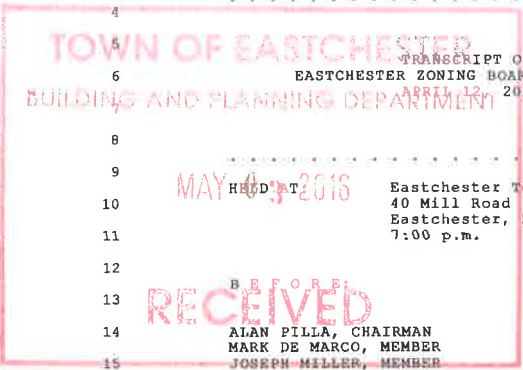 4
5
TOWN OF EASTCHESTER
TRANSCRIPT O
6 EASTCHESTER ZONING BOAR
BUILDING AND PLANNING DEPARTMENT
7 APRIL 12, 20
8
9 HELD AT Eastchester T
MAY 03 2016
10 40 Mill Road
11 Eastchester,
7:00 p.m.
12
13 BEFORE:
RECEIVED
14 ALAN PILLA, CHAIRMAN
MARK DE MARCO, MEMBER
15 JOSEPH MILLER, MEMBER